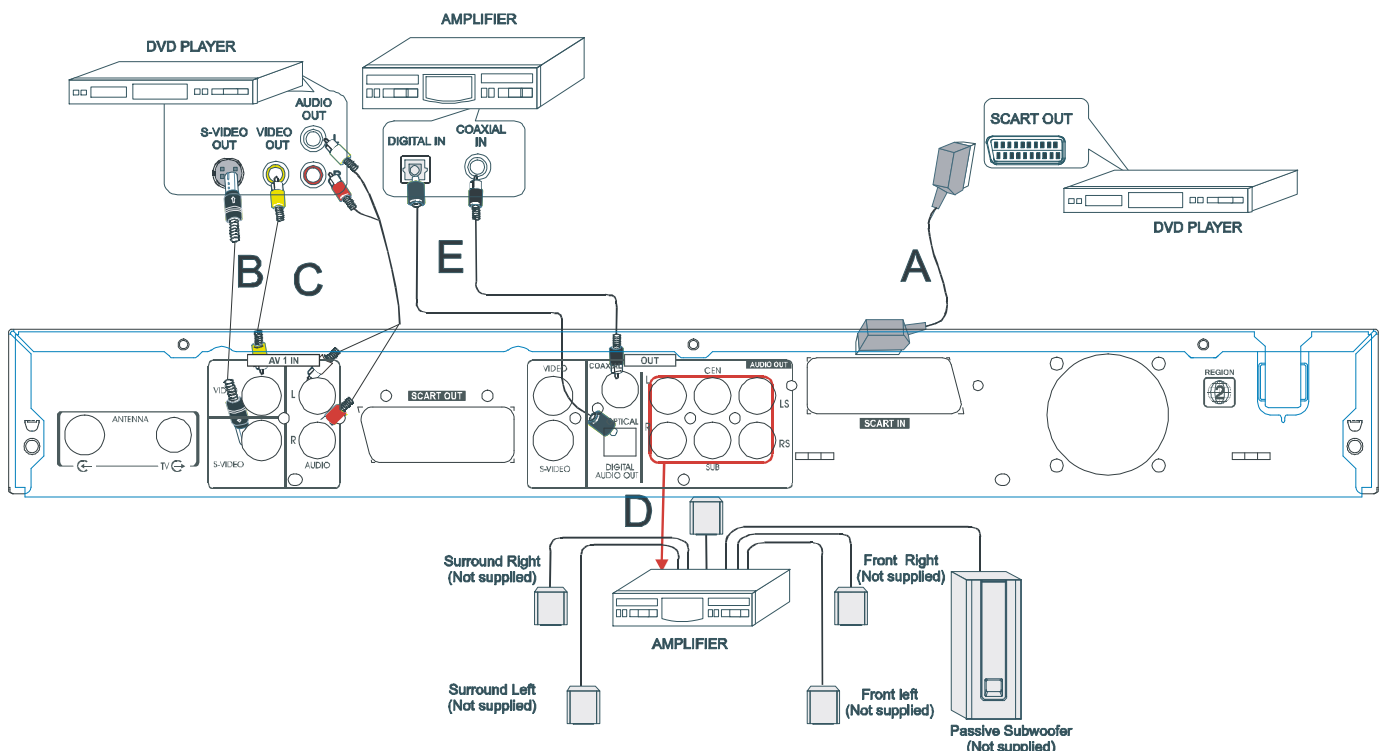 AMPLIFIER
DVD PLAYER
AUDIO
OUT
S-VIDEO
OUT
VIDEO
OUT
L
DIGITAL IN
COAXIAL
IN
SCART OUT
DVD PLAYER
B
C
E
A
AV 1 IN
OUT
VIDEO
COAXIAL
CEN
AUDIO OUT
L
LS
L
SCART OUT
REGION
2
ANTENNA
TV
R
S-VIDEO
AUDIO
S-VIDEO
DIGITAL
AUDIO OUT
R
RS
SUB
SCART IN
D
Surround Right
(Not supplied)
Front Right
(Not supplied)
AMPLIFIER
Surround Left
(Not supplied)
Front left
(Not supplied)
Passive Subwoofer
(Not supplied)